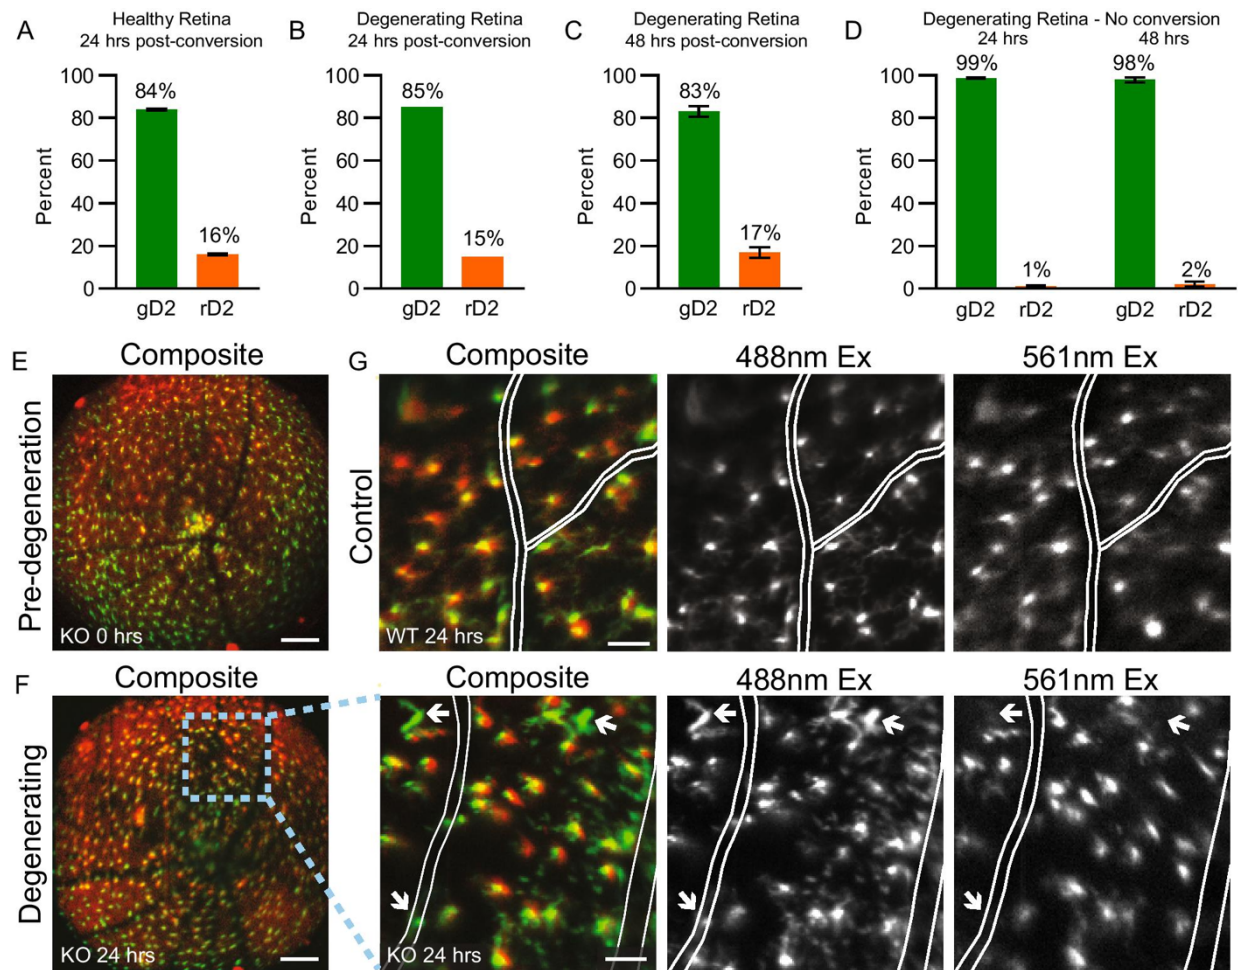 A
Healthy Retina
24 hrs post-conversion
Percent
100
80
60
40
20
0
84%
16%
gD2
rD2
B
Degenerating Retina
24 hrs post-conversion
Percent
100
80
60
40
20
0
85%
15%
gD2
rD2
C
Degenerating Retina
48 hrs post-conversion
Percent
100
80
60
40
20
0
83%
17%
gD2
rD2
D
Degenerating Retina - No conversion
24 hrs
48 hrs
Percent
100
80
60
40
20
0
99%
1%
98%
2%
gD2
rD2
gD2
rD2
E
Composite
Pre-degeneration
KO 0 hrs
G
Composite
488nm Ex
561nm Ex
Control
WT 24 hrs
F
Composite
Degenerating
KO 24 hrs
Composite
488nm Ex
561nm Ex
KO 24 hrs